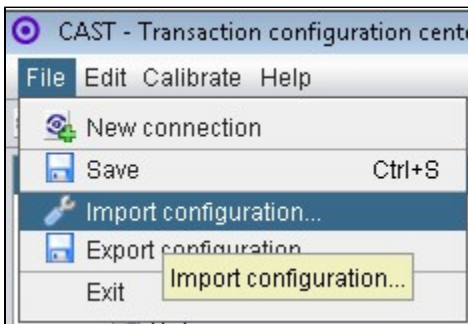 CAST - Transaction configuration cent
File Edit Calibrate Help
New connection
Save Ctrl+S
Import configuration...
Export configuration
Import configuration...
Exit